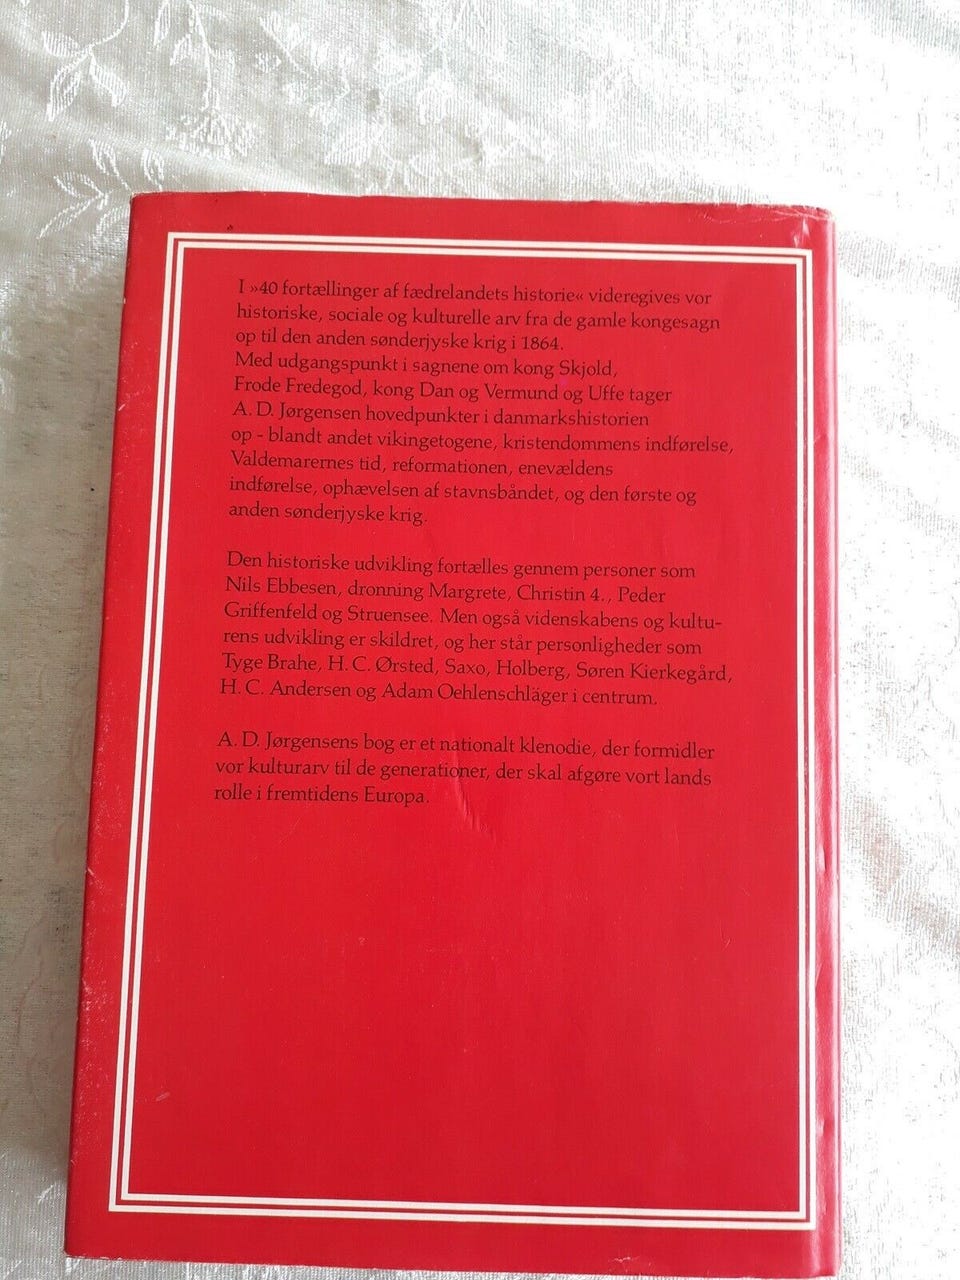 I »40 fortællinger af fædrelandets historie« videregives vor
historiske, sociale og kulturelle arv fra de gamle kongesagn
op til den anden sønderjyske krig i 1864.
Med udgangspunkt i sagnene om kong Skjold,
Frode Fredegod, kong Dan og Vermund og Uffe tager
A. D. Jørgensen hovedpunkter i danmarkshistorien
op - blandt andet vikingetogene, kristendommens indførelse,
Valdemarernes tid, reformationen, enevældens
indførelse, ophævelsen af stavnsbåndet, og den første og
anden sønderjyske krig.
Den historiske udvikling fortælles gennem personer som
Nils Ebbesen, dronning Margrete, Christin 4., Peder
Griffenfeld og Struensee. Men også videnskabens og kultu-
rens udvikling er skildret, og her står personligheder som
Tyge Brahe, H. C. Ørsted, Saxo, Holberg, Søren Kierkegård,
H. C. Andersen og Adam Oehlenschläger i centrum.
A. D. Jørgensens bog er et nationalt klenodie, der formidler
vor kulturarv til de generationer, der skal afgøre vort lands
rolle i fremtidens Europa.